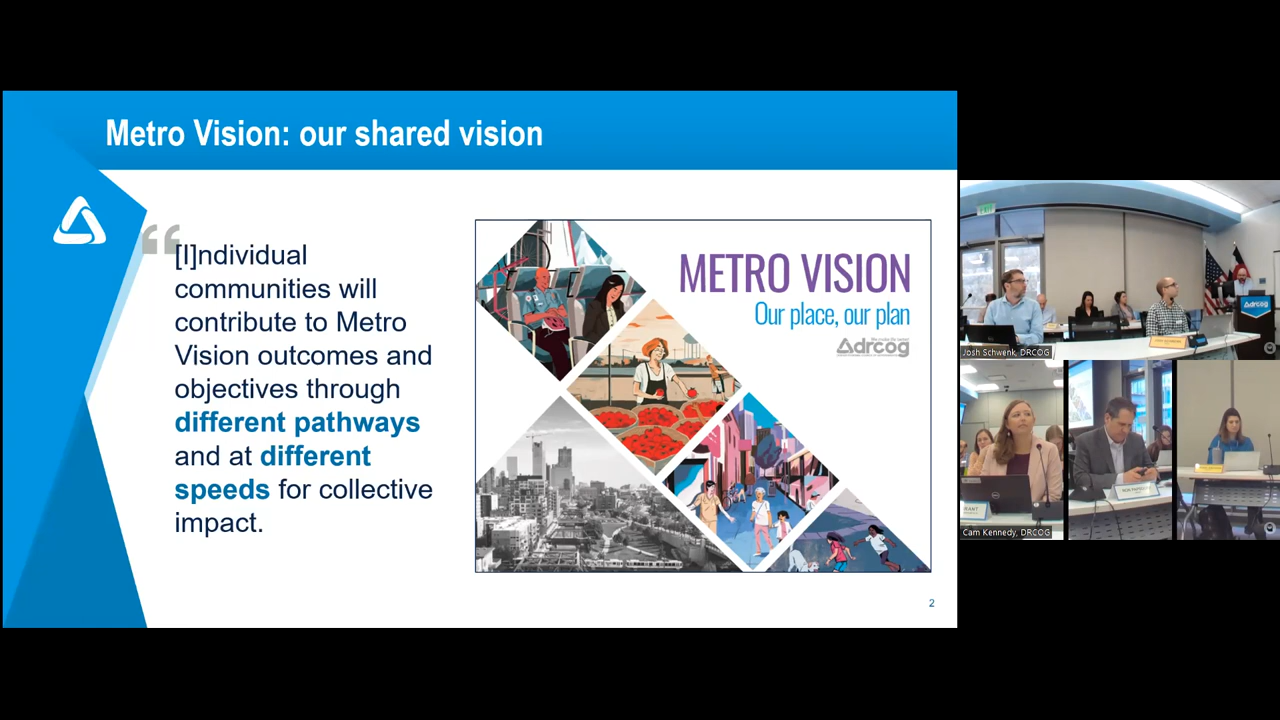 Metro Vision: our shared vision
“
[I]ndividual
communities will
contribute to Metro
Vision outcomes and
objectives through
different pathways
and at different
speeds for collective
impact.
METRO VISION
Our place, our plan
drcog
2
EXIT
drcog
Josh Schwenk, DRCOG
Cam Kennedy, DRCOG